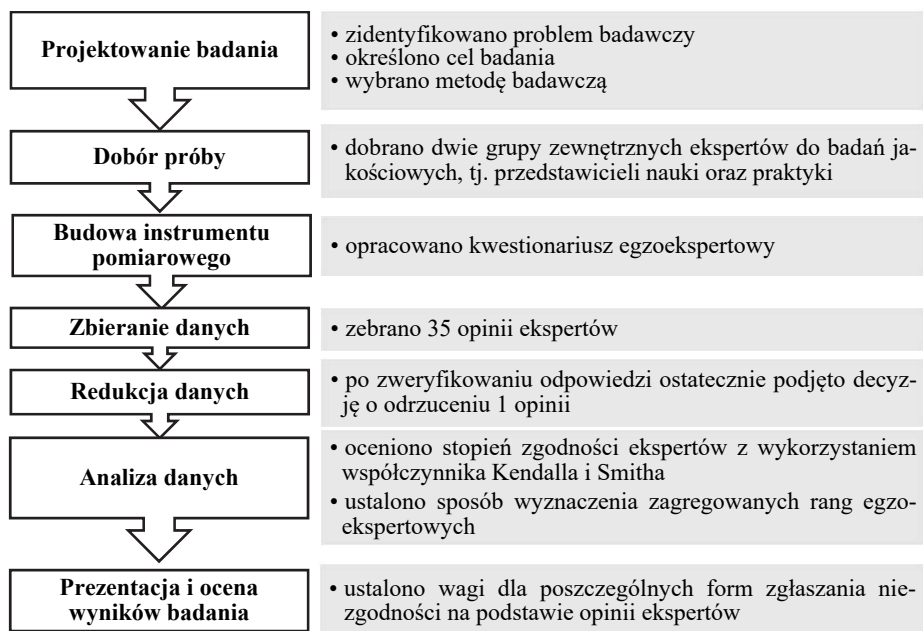 Projektowanie badania
• zidentyfikowano problem badawczy
• określono cel badania
• wybrano metodę badawczą
Dobór próby
• dobrano dwie grupy zewnętrznych ekspertów do badań ja-
kościowych, tj. przedstawicieli nauki oraz praktyki
Budowa instrumentu
pomiarowego
• opracowano kwestionariusz egzoekspertowy
Zbieranie danych
• zebrano 35 opinii ekspertów
Redukcja danych
• po zweryfikowaniu odpowiedzi ostatecznie podjęto decyz-
ję o odrzuceniu 1 opinii
Analiza danych
• oceniono stopień zgodności ekspertów z wykorzystaniem
współczynnika Kendalla i Smitha
• ustalono sposób wyznaczenia zagregowanych rang egzo-
ekspertowych
Prezentacja i ocena
wyników badania
• ustalono wagi dla poszczególnych form zgłaszania nie-
zgodności na podstawie opinii ekspertów